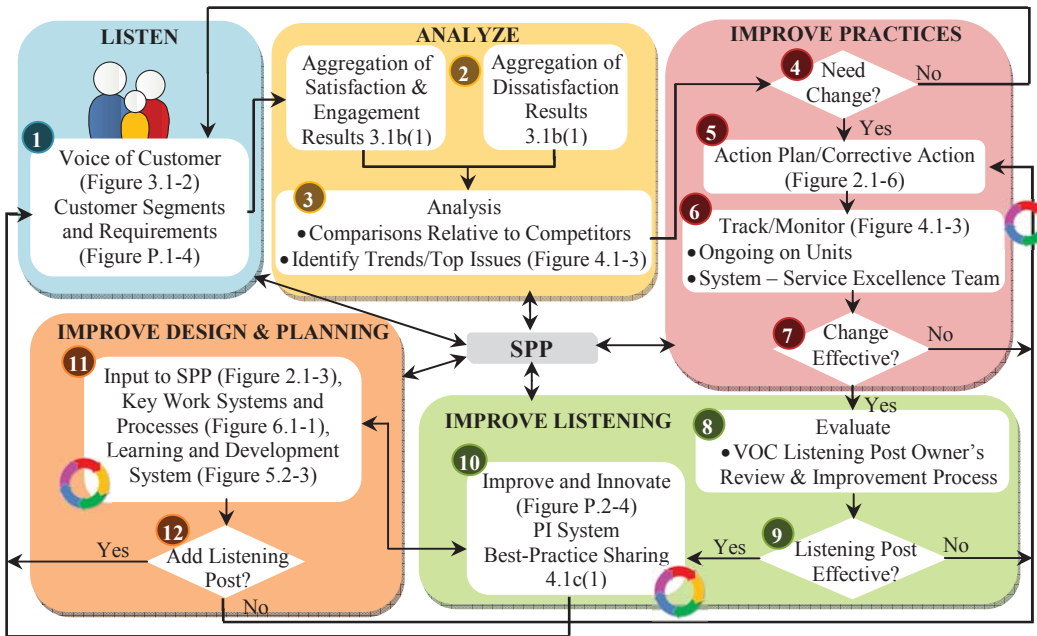 LISTEN
1
Voice of Customer
(Figure 3.1-2)
Customer Segments
and Requirements
(Figure P.1-4)
ANALYZE
Aggregation of
Satisfaction &
Engagement
Results 3.1b(1)
2
Aggregation of
Dissatisfaction
Results
3.1b(1)
3
Analysis
●Comparisons Relative to Competitors
●Identify Trends/Top Issues (Figure 4.1-3)
IMPROVE PRACTICES
4
Need
Change?
No
Yes
5
Action Plan/Corrective Action
(Figure 2.1-6)
6
Track/Monitor (Figure 4.1-3)
●Ongoing on Units
●System – Service Excellence Team
7
Change
Effective?
No
Yes
SPP
IMPROVE LISTENING
8
Evaluate
●VOC Listening Post Owner’s
Review & Improvement Process
9
Listening Post
Effective?
No
Yes
10
Improve and Innovate
(Figure P.2-4)
PI System
Best-Practice Sharing
4.1c(1)
IMPROVE DESIGN & PLANNING
11
Input to SPP (Figure 2.1-3),
Key Work Systems and
Processes (Figure 6.1-1),
Learning and Development
System (Figure 5.2-3)
12
Add Listening
Post?
Yes
No